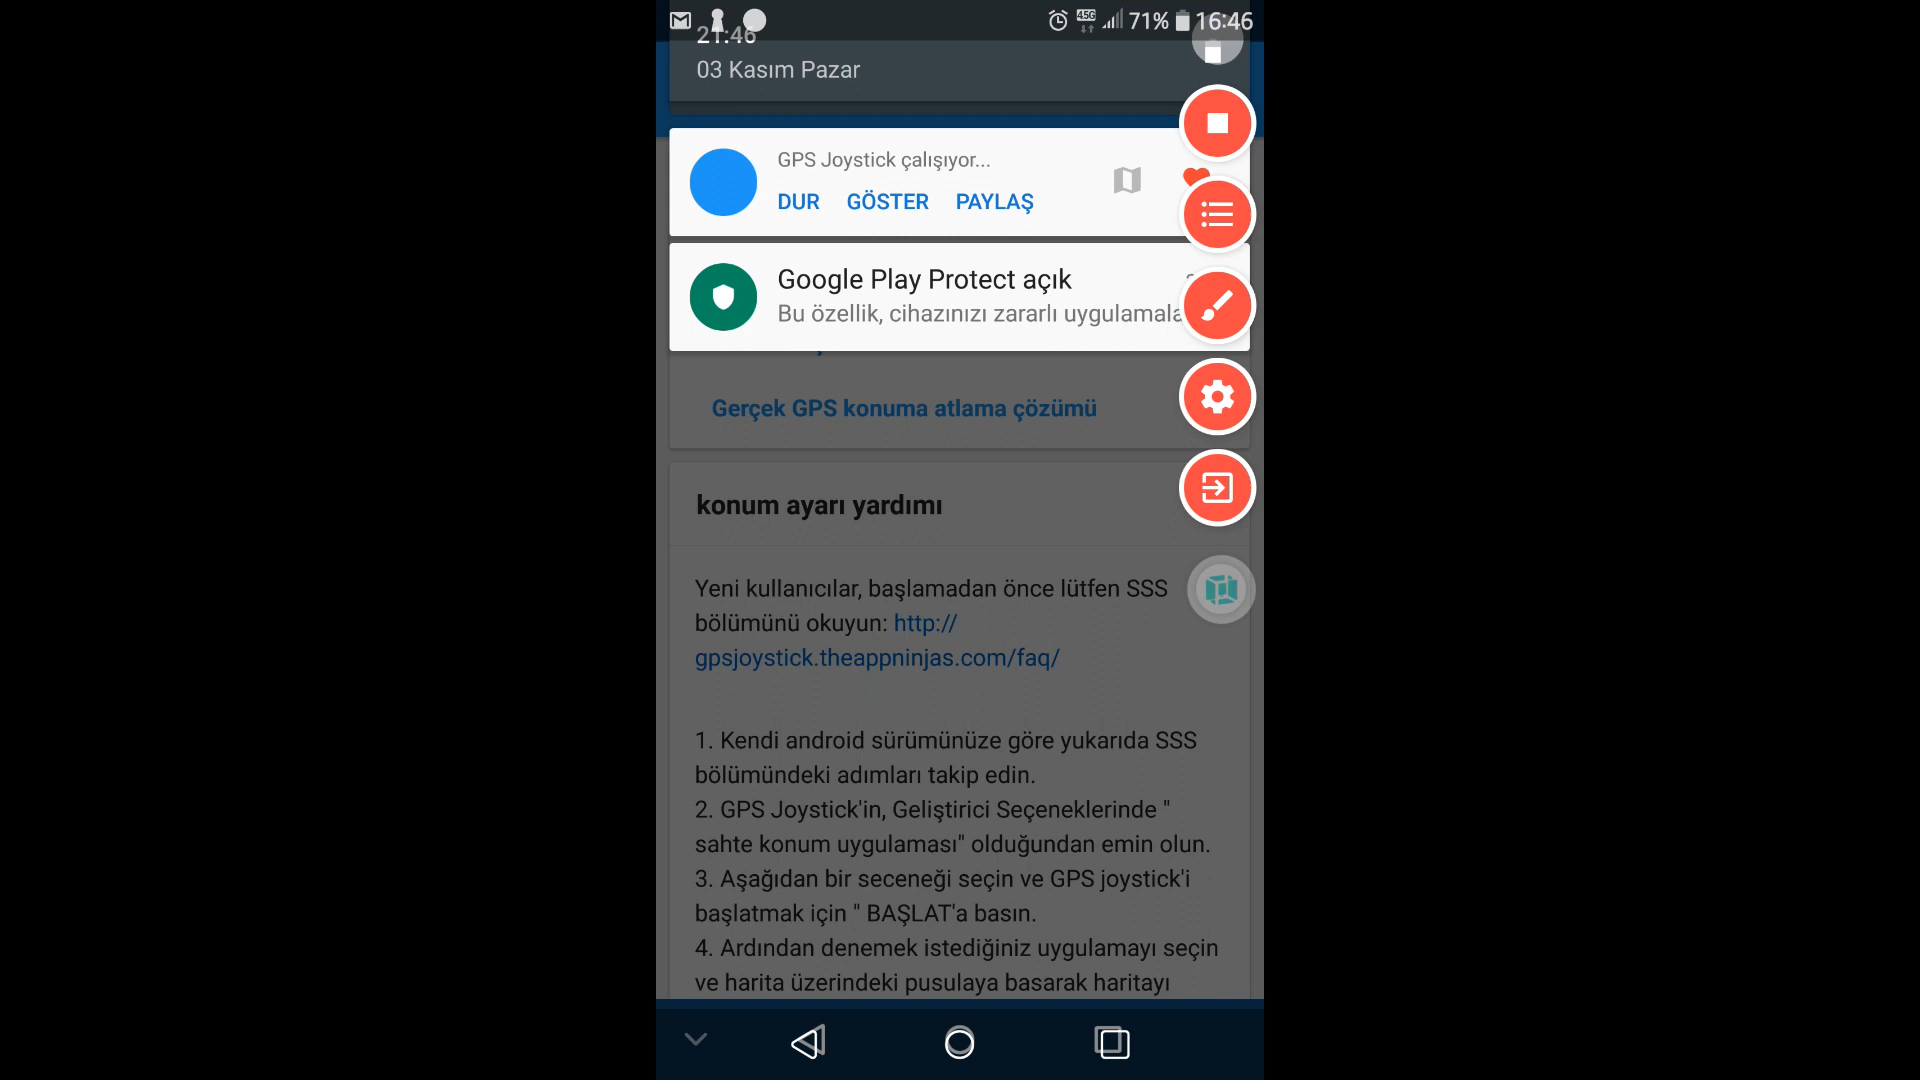 45G
71%
16:46
21:46
03 Kasım Pazar
GPS Joystick çalışıyor...
DUR GÖSTER PAYLAŞ
Google Play Protect açık
Bu özellik, cihazınızı zararlı uygulamala
Gerçek GPS konuma atlama çözümü
konum ayarı yardımı
Yeni kullanıcılar, başlamadan önce lütfen SSS
bölümünü okuyun: http://
gpsjoystick.theappninjas.com/faq/
1. Kendi android sürümünüze göre yukarıda SSS
bölümündeki adımları takip edin.
2. GPS Joystick'in, Geliştirici Seçeneklerinde "
sahte konum uygulaması" olduğundan emin olun.
3. Aşağıdan bir seceneği seçin ve GPS joystick'i
başlatmak için " BAŞLAT'a basın.
4. Ardından denemek istediğiniz uygulamayı seçin
ve harita üzerindeki pusulaya basarak haritayı